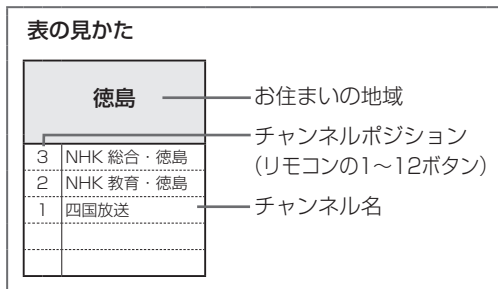 表の見かた
徳島
お住まいの地域
チャンネルポジション
(リモコンの1～12ボタン)
3 NHK 総合・徳島
2 NHK 教育・徳島
1 四国放送
チャンネル名